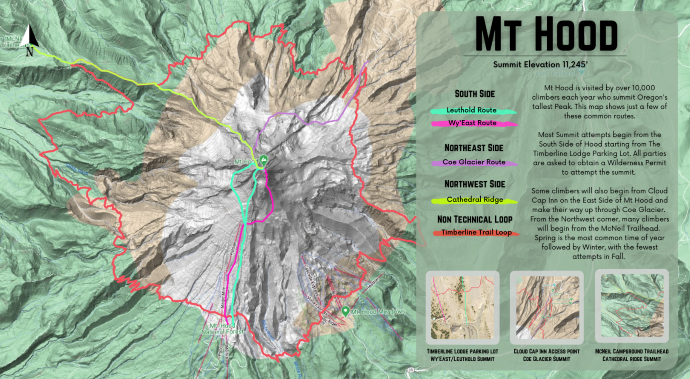 Mt Hood
Summit Elevation 11,245'
South Side
Leuthold Route
Wy'East Route
Northeast Side
Coe Glacier Route
Northwest Side
Cathedral Ridge
Non Technical Loop
Timberline Trail Loop
Mt Hood is visited by over 10,000
climbers each year who summit Oregon's
tallest Peak. This map shows just a few of
these common routes.
Most Summit attempts begin from the
South Side of Hood starting from The
Timberline Lodge Parking Lot. All parties
are asked to obtain a Wilderness Permit
to attempt the summit.
Some climbers will also begin from Cloud
Cap Inn on the East Side of Mt Hood and
make their way up through Coe Glacier.
From the Northwest corner, many climbers
will begin from the McNeil Trailhead.
Spring is the most common time of year
followed by Winter, with the fewest
attempts in Fall.
Timberline Lodge parking lot
Wy'East/Leuthold Summit
Cloud Cap Inn Access point
Coe Glacier Summit
McNeil Campground Trailhead
Cathedral Ridge Summit
N
Mt Hood
Mt. Hood Meadows
Mt Hood
National Forest